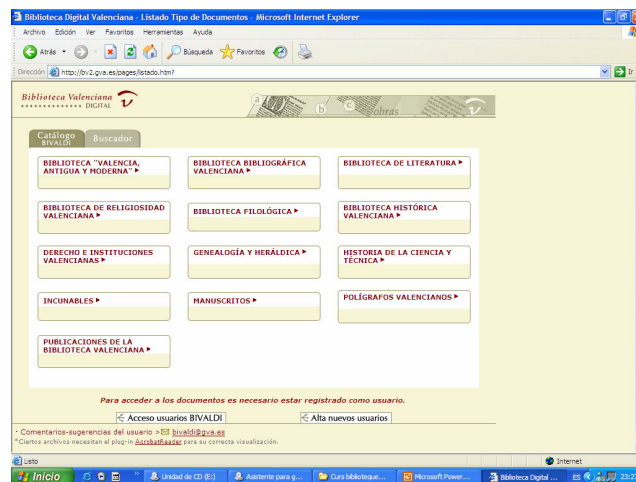 Biblioteca Digital Valenciana - Listado Tipo de Documentos - Microsoft Internet Explorer
Archivo Edición Ver Favoritos Herramientas Ayuda
Atrás Búsqueda Favoritos
Dirección http://bv2.gva.es/pages/listado.htm? Ir
Biblioteca Valenciana
DIGITAL
a b c obras
Catálogo
BIVALDI
Buscador
BIBLIOTECA "VALENCIA,
ANTIGUA Y MODERNA"
BIBLIOTECA BIBLIOGRÁFICA
VALENCIANA
BIBLIOTECA DE LITERATURA
BIBLIOTECA DE RELIGIOSIDAD
VALENCIANA
BIBLIOTECA FILOLÓGICA
BIBLIOTECA HISTÓRICA
VALENCIANA
DERECHO E INSTITUCIONES
VALENCIANAS
GENEALOGÍA Y HERÁLDICA
HISTORIA DE LA CIENCIA Y
TÉCNICA
INCUNABLES
MANUSCRITOS
POLÍGRAFOS VALENCIANOS
PUBLICACIONES DE LA
BIBLIOTECA VALENCIANA
Para acceder a los documentos es necesario estar registrado como usuario.
Acceso usuarios BIVALDI Alta nuevos usuarios
· Comentarios-sugerencias del usuario > bivaldi@gva.es
*Ciertos archivos necesitan el plug-in AcrobatReader para su correcta visualización.
Listo Internet
Inicio Unidad de CD (E:) Asistente para g... Curs biblioteque... Microsoft Power... Biblioteca Digital ... ES